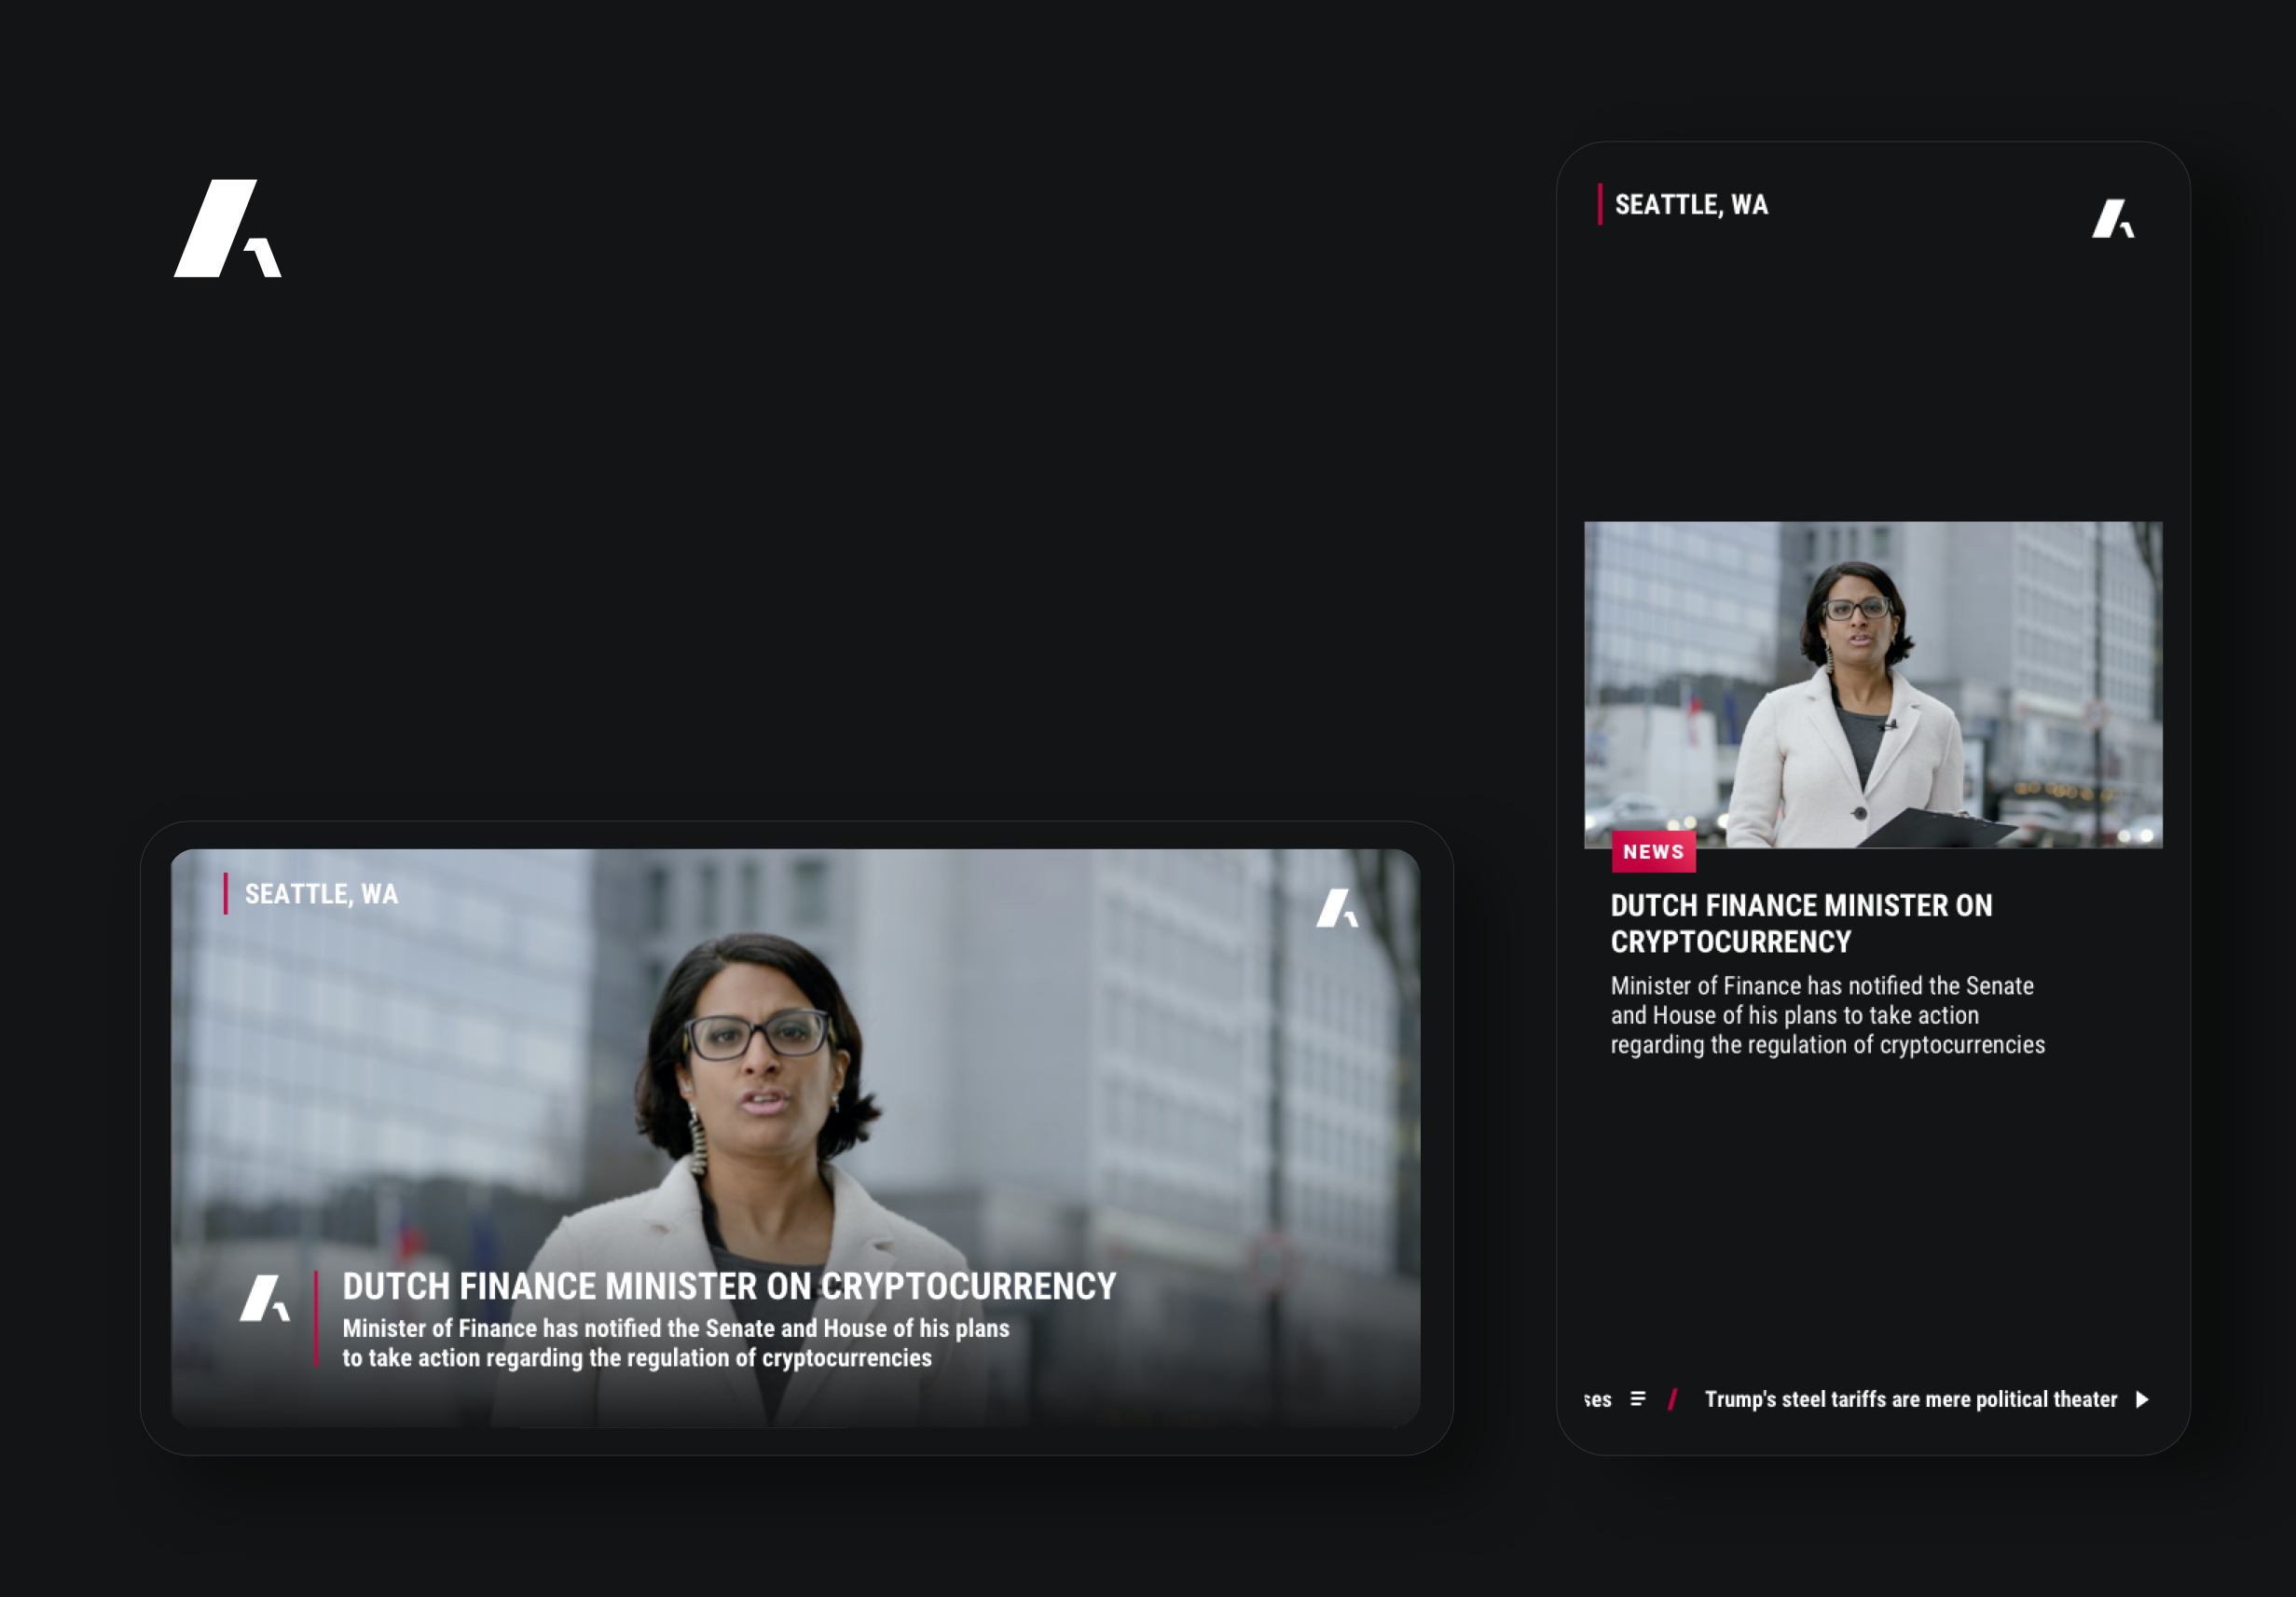 SEATTLE, WA
DUTCH FINANCE MINISTER ON CRYPTOCURRENCY
Minister of Finance has notified the Senate and House of his plans
to take action regarding the regulation of cryptocurrencies
SEATTLE, WA
NEWS
DUTCH FINANCE MINISTER ON
CRYPTOCURRENCY
Minister of Finance has notified the Senate
and House of his plans to take action
regarding the regulation of cryptocurrencies
ses / Trump's steel tariffs are mere political theater